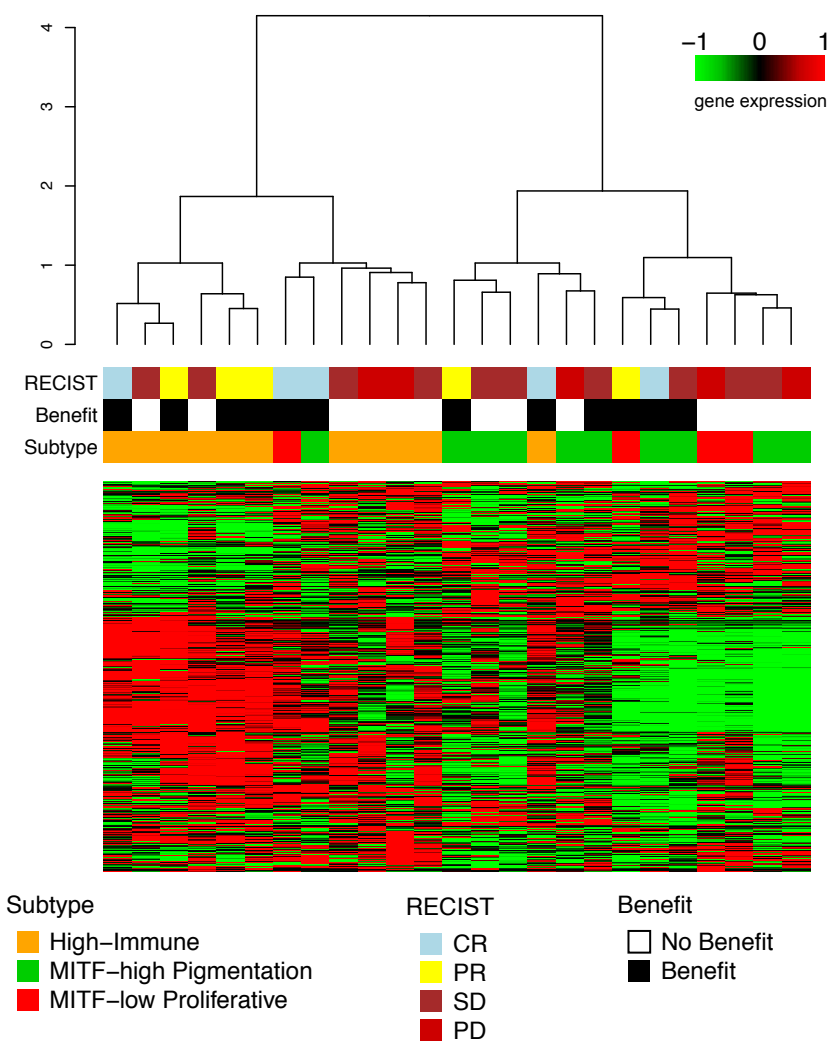 4
3
2
1
0
−1 0 1
gene expression
RECIST
Benefit
Subtype
Subtype
High−Immune
MITF−high Pigmentation
MITF−low Proliferative
RECIST
CR
PR
SD
PD
Benefit
No Benefit
Benefit